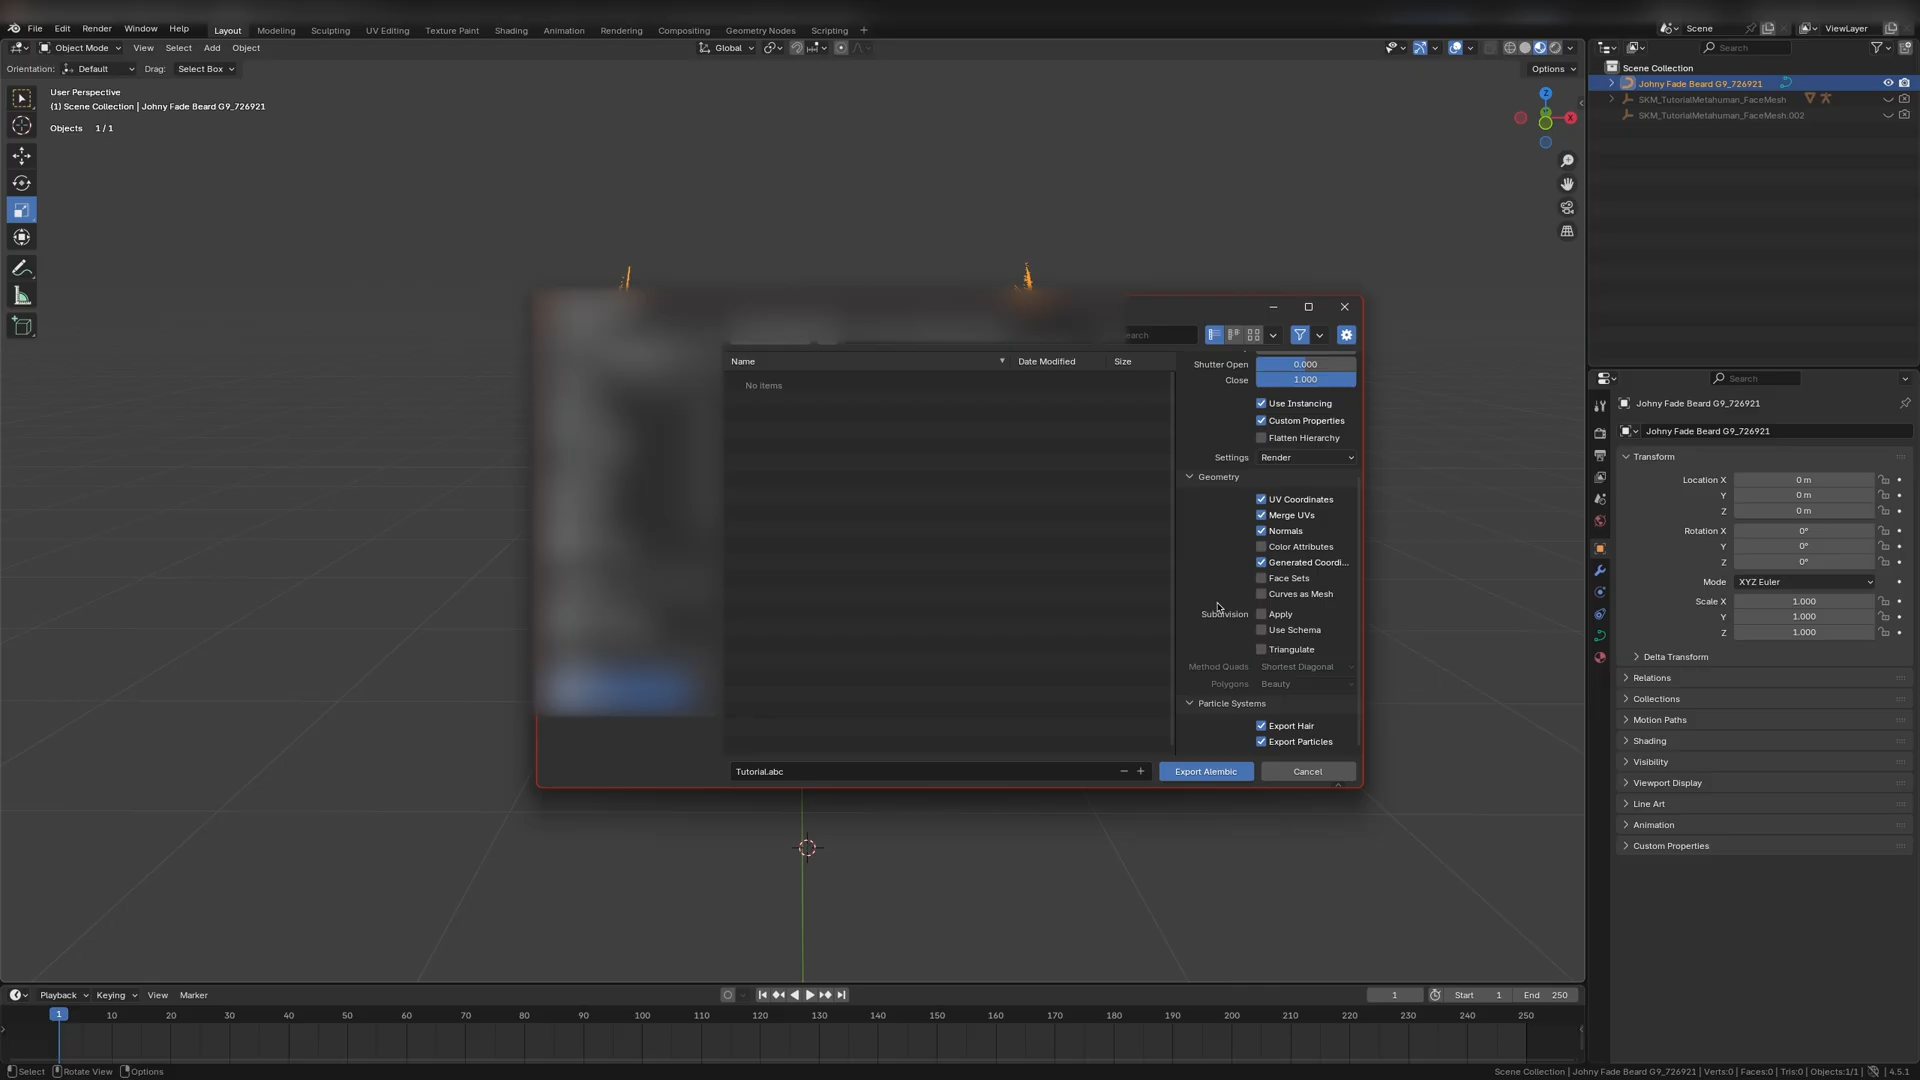 File Edit Render Window Help Layout Modeling Sculpting UV Editing Texture Paint Shading Animation Rendering Compositing Geometry Nodes Scripting + Scene ViewLayer
Object Mode View Select Add Object Global Search
Orientation: Default Drag: Select Box Options
Scene Collection
Johny Fade Beard G9_726921
SKM_TutorialMetahuman_FaceMesh
SKM_TutorialMetahuman_FaceMesh.002
User Perspective
(1) Scene Collection | Johny Fade Beard G9_726921
Objects 1 / 1
Z
X
earch
Name Date Modified Size
No items
Shutter Open 0.000
Close 1.000
Use Instancing
Custom Properties
Flatten Hierarchy
Settings Render
Geometry
UV Coordinates
Merge UVs
Normals
Color Attributes
Generated Coordi...
Face Sets
Curves as Mesh
Subdivision Apply
Use Schema
Triangulate
Method Quads Shortest Diagonal
Polygons Beauty
Particle Systems
Export Hair
Export Particles
Tutorial.abc Export Alembic Cancel
Search
Johny Fade Beard G9_726921
Johny Fade Beard G9_726921
Transform
Location X 0 m
Y 0 m
Z 0 m
Rotation X 0°
Y 0°
Z 0°
Mode XYZ Euler
Scale X 1.000
Y 1.000
Z 1.000
Delta Transform
Relations
Collections
Motion Paths
Shading
Visibility
Viewport Display
Line Art
Animation
Custom Properties
Playback Keying View Marker 1 Start 1 End 250
1 10 20 30 40 50 60 70 80 90 100 110 120 130 140 150 160 170 180 190 200 210 220 230 240 250
Select Rotate View Options Scene Collection | Johny Fade Beard G9_726921 | Verts:0 | Faces:0 | Tris:0 | Objects:1/1 | 4.5.1